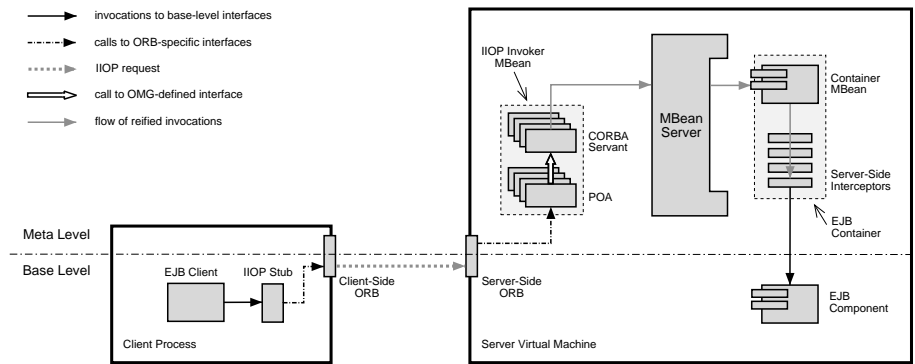 invocations to base-level interfaces
calls to ORB-specific interfaces
IIOP request
call to OMG-defined interface
flow of reified invocations
IIOP Invoker
MBean
CORBA
Servant
POA
MBean
Server
Container
MBean
Server-Side
Interceptors
EJB
Container
Meta Level
Base Level
EJB Client
IIOP Stub
Client-Side
ORB
Server-Side
ORB
EJB
Component
Client Process
Server Virtual Machine